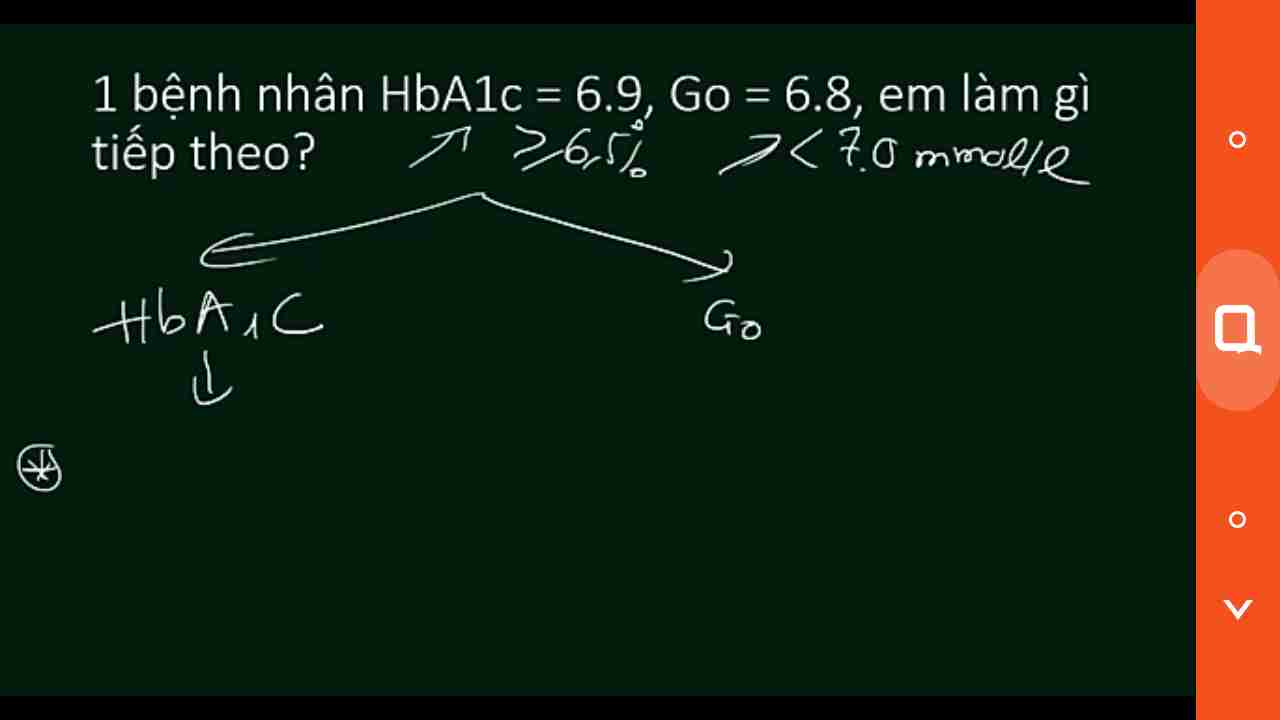 1 bệnh nhân HbA1c = 6.9, Go = 6.8, em làm gì
tiếp theo? ↗ ≥6,5% ↗ < 7.0 mmol/l
HbA1C Go